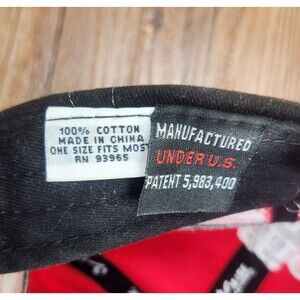 100% COTTON
MADE IN CHINA
ONE SIZE FITS MOST
RN 93965
MANUFACTURED
UNDER U.S.
PATENT 5,983,400